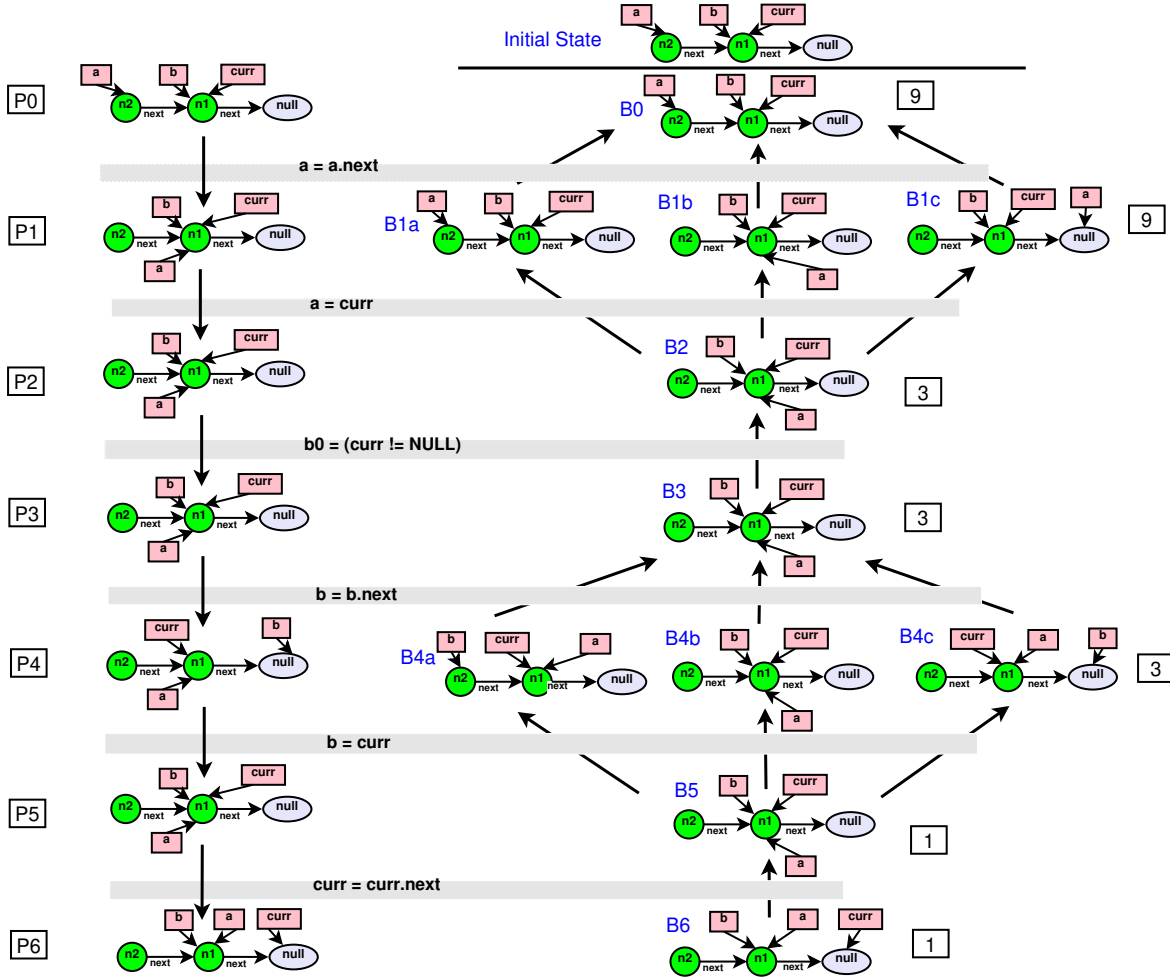 Initial State
a b curr
n2 next n1 next null
P0
a b curr
n2 next n1 next null
B0
a b curr
n2 next n1 next null
9
a = a.next
P1
b curr
n2 next n1 next null
a
B1a
a b curr
n2 next n1 next null
B1b
b curr
n2 next n1 next null
a
B1c
b curr a
n2 next n1 next null
9
a = curr
P2
b curr
n2 next n1 next null
a
B2
b curr
n2 next n1 next null
a
3
b0 = (curr != NULL)
P3
b curr
n2 next n1 next null
a
B3
b curr
n2 next n1 next null
a
3
b = b.next
P4
curr b
n2 next n1 next null
a
B4a
b curr a
n2 next n1 next null
B4b
b curr
n2 next n1 next null
a
B4c
curr a b
n2 next n1 next null
3
b = curr
P5
b curr
n2 next n1 next null
a
B5
b curr
n2 next n1 next null
a
1
curr = curr.next
P6
b a curr
n2 next n1 next null
B6
b a curr
n2 next n1 next null
1